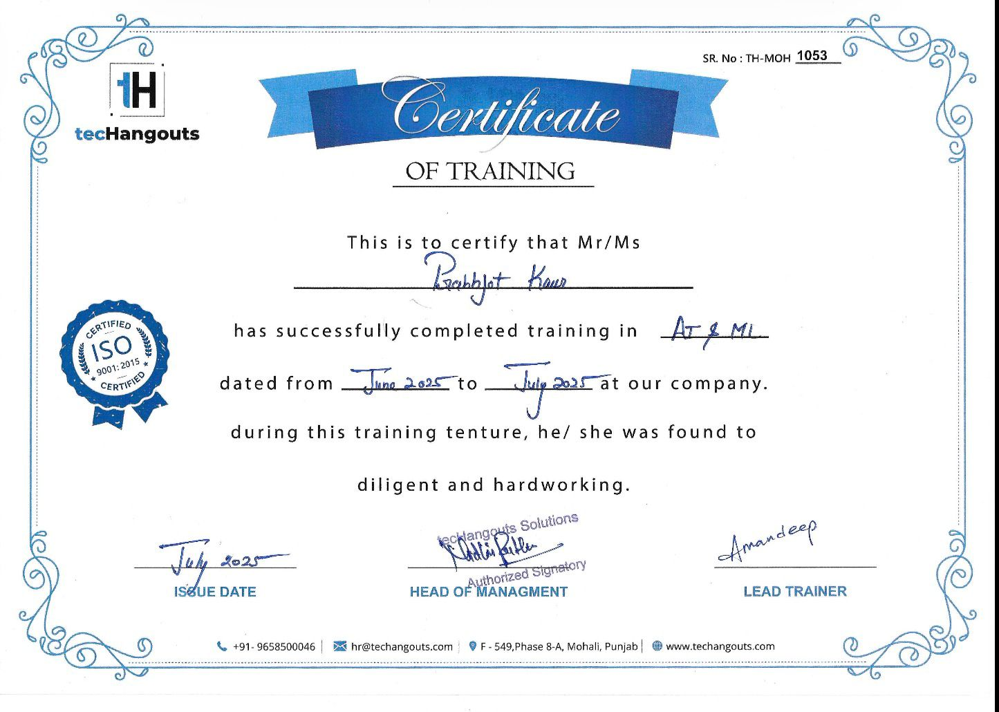 SR. No : TH-MOH 1053
tH
tecHangouts
Certificate
OF TRAINING
This is to certify that Mr/Ms
Prabhjot Kaur
has successfully completed training in AI & ML
dated from June 2025 to July 2025 at our company.
during this training tenture, he/ she was found to
diligent and hardworking.
CERTIFIED
ISO
9001: 2015
CERTIFIED
July 2025
ISSUE DATE
tecHangouts Solutions
Authorized Signatory
HEAD OF MANAGMENT
Amandeep
LEAD TRAINER
+91- 9658500046 | hr@techangouts.com | F - 549,Phase 8-A, Mohali, Punjab | www.techangouts.com